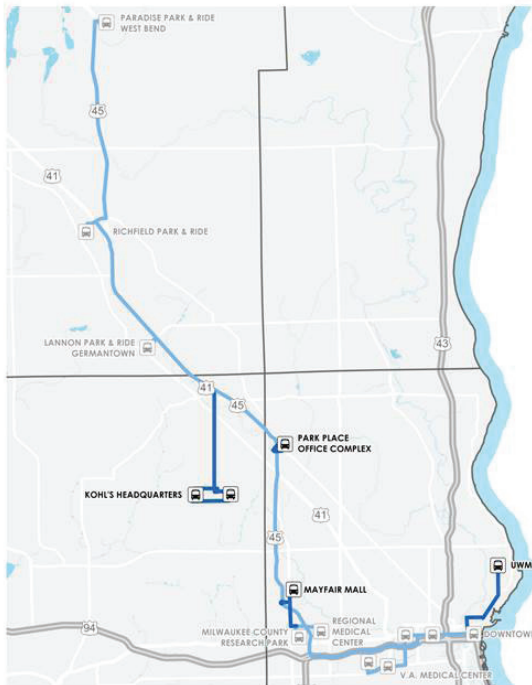 PARADISE PARK & RIDE
WEST BEND
45
41
41
RICHFIELD PARK & RIDE
LANNON PARK & RIDE
GERMANTOWN
43
41
45
PARK PLACE
OFFICE COMPLEX
KOHL'S HEADQUARTERS
41
45
UWM
MAYFAIR MALL
REGIONAL
MEDICAL
CENTER
MILWAUKEE COUNTY
RESEARCH PARK
94
DOWNTOWN
V.A. MEDICAL CENTER